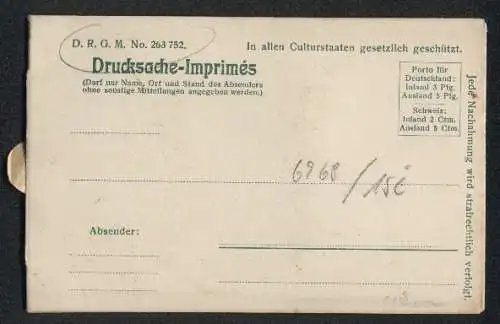 D. R. G. M. No. 263 752.
In allen Culturstaaten gesetzlich geschützt.
Drucksache-Imprimés
(Darf nur Name, Ort und Stand des Absenders
ohne sonstige Mitteilungen angegeben werden.)
Porto für
Deutschland:
Inland 3 Pfg.
Ausland 5 Pfg.
Schweiz:
Inland 2 Ctm.
Ausland 5 Ctm.
Jede Nachahmung wird strafrechtlich verfolgt.
6968/15€
Absender: